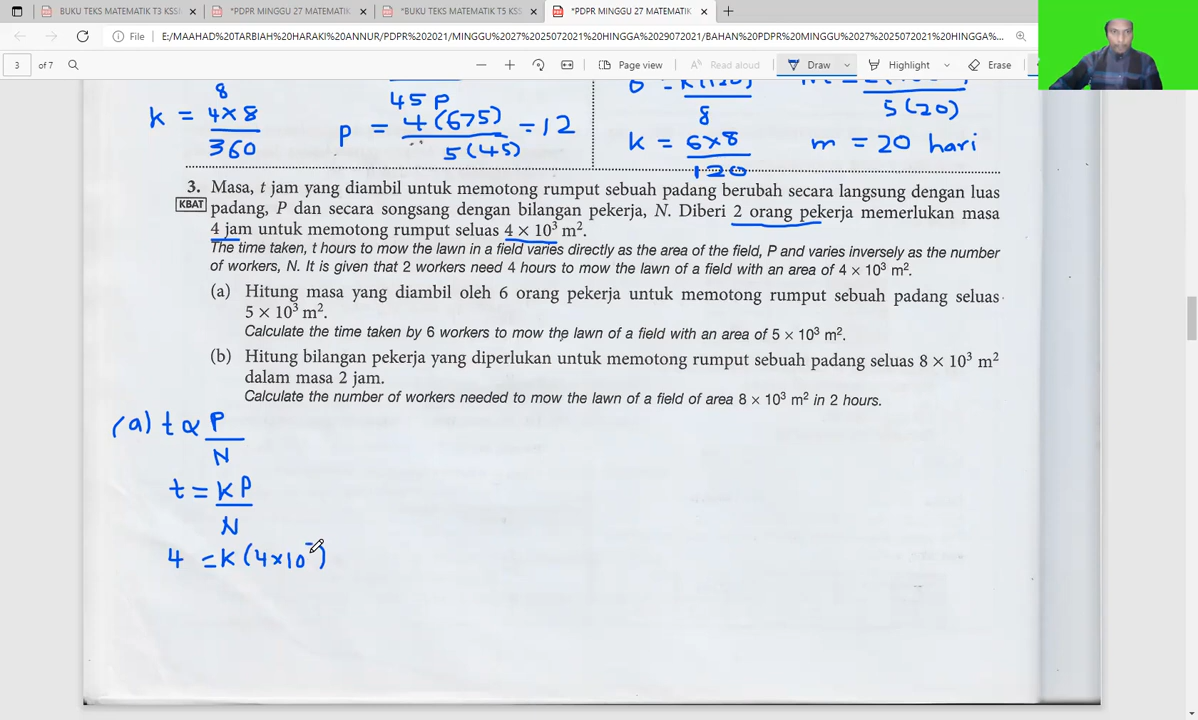 BUKU TEKS MATEMATIK T3 KSS
*PDPR MINGGU 27 MATEMATIK
*BUKU TEKS MATEMATIK T5 KSS
*PDPR MINGGU 27 MATEMATIK
File
E:/MAAHAD%20TARBIAH%20HARAKI%20ANNUR/PDPR%202021/MINGGU%2027%2025072021%20HINGGA%2029072021/BAHAN%20PDPR%20MINGGU%2027%2025072021%20HINGGA%...
3 of 7
Page view
Read aloud
Draw
Highlight
Erase
8
k = 4×8
360
45 P
P = 4(675) = 12
5(45)
8
k = 6×8
120
5(20)
m = 20 hari
3. Masa, t jam yang diambil untuk memotong rumput sebuah padang berubah secara langsung dengan luas
KBAT padang, P dan secara songsang dengan bilangan pekerja, N. Diberi 2 orang pekerja memerlukan masa
4 jam untuk memotong rumput seluas 4 × 10³ m².
The time taken, t hours to mow the lawn in a field varies directly as the area of the field, P and varies inversely as the number
of workers, N. It is given that 2 workers need 4 hours to mow the lawn of a field with an area of 4 × 10³ m².
(a) Hitung masa yang diambil oleh 6 orang pekerja untuk memotong rumput sebuah padang seluas
5 × 10³ m².
Calculate the time taken by 6 workers to mow the lawn of a field with an area of 5 × 10³ m².
(b) Hitung bilangan pekerja yang diperlukan untuk memotong rumput sebuah padang seluas 8 × 10³ m²
dalam masa 2 jam.
Calculate the number of workers needed to mow the lawn of a field of area 8 × 10³ m² in 2 hours.
(a) t ∝ P
N
t = kP
N
4 = k(4×10 )